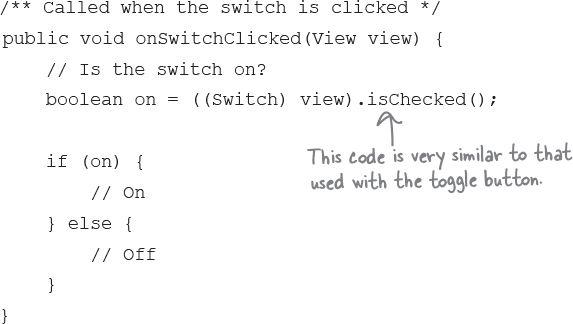 /** Called when the switch is clicked */
public void onSwitchClicked(View view) {
    // Is the switch on?
    boolean on = ((Switch) view).isChecked();
    if (on) {
        // On
    } else {
        // Off
    }
}
This code is very similar to that
used with the toggle button.